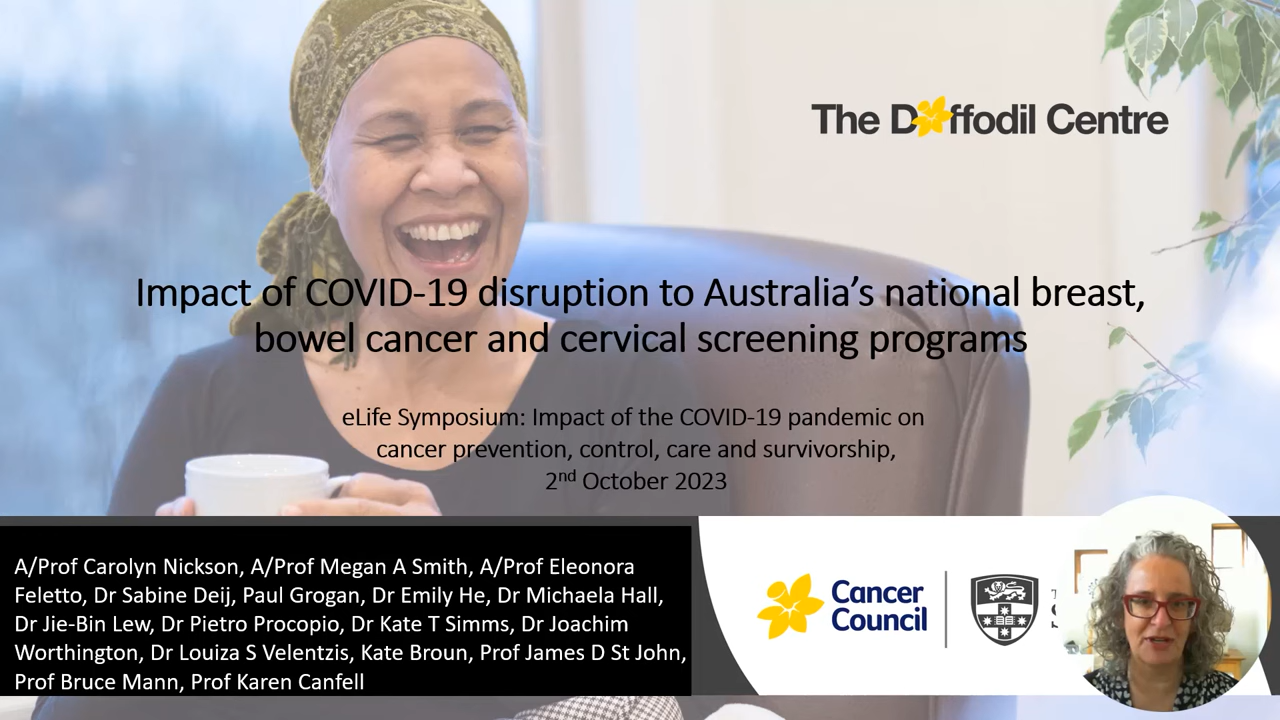 The Daffodil Centre
Impact of COVID-19 disruption to Australia’s national breast,
bowel cancer and cervical screening programs
eLife Symposium: Impact of the COVID-19 pandemic on
cancer prevention, control, care and survivorship,
2nd October 2023
A/Prof Carolyn Nickson, A/Prof Megan A Smith, A/Prof Eleonora
Feletto, Dr Sabine Deij, Paul Grogan, Dr Emily He, Dr Michaela Hall,
Dr Jie-Bin Lew, Dr Pietro Procopio, Dr Kate T Simms, Dr Joachim
Worthington, Dr Louiza S Velentzis, Kate Broun, Prof James D St John,
Prof Bruce Mann, Prof Karen Canfell
Cancer
Council